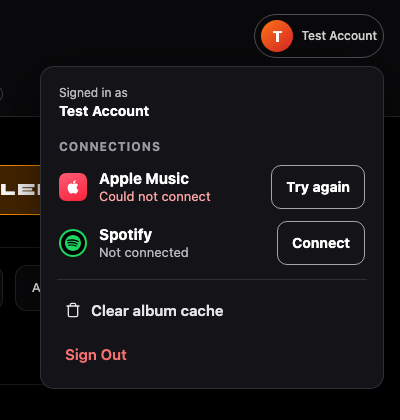 T Test Account
Signed in as
Test Account
CONNECTIONS
Apple Music
Could not connect
Try again
Spotify
Not connected
Connect
Clear album cache
Sign Out